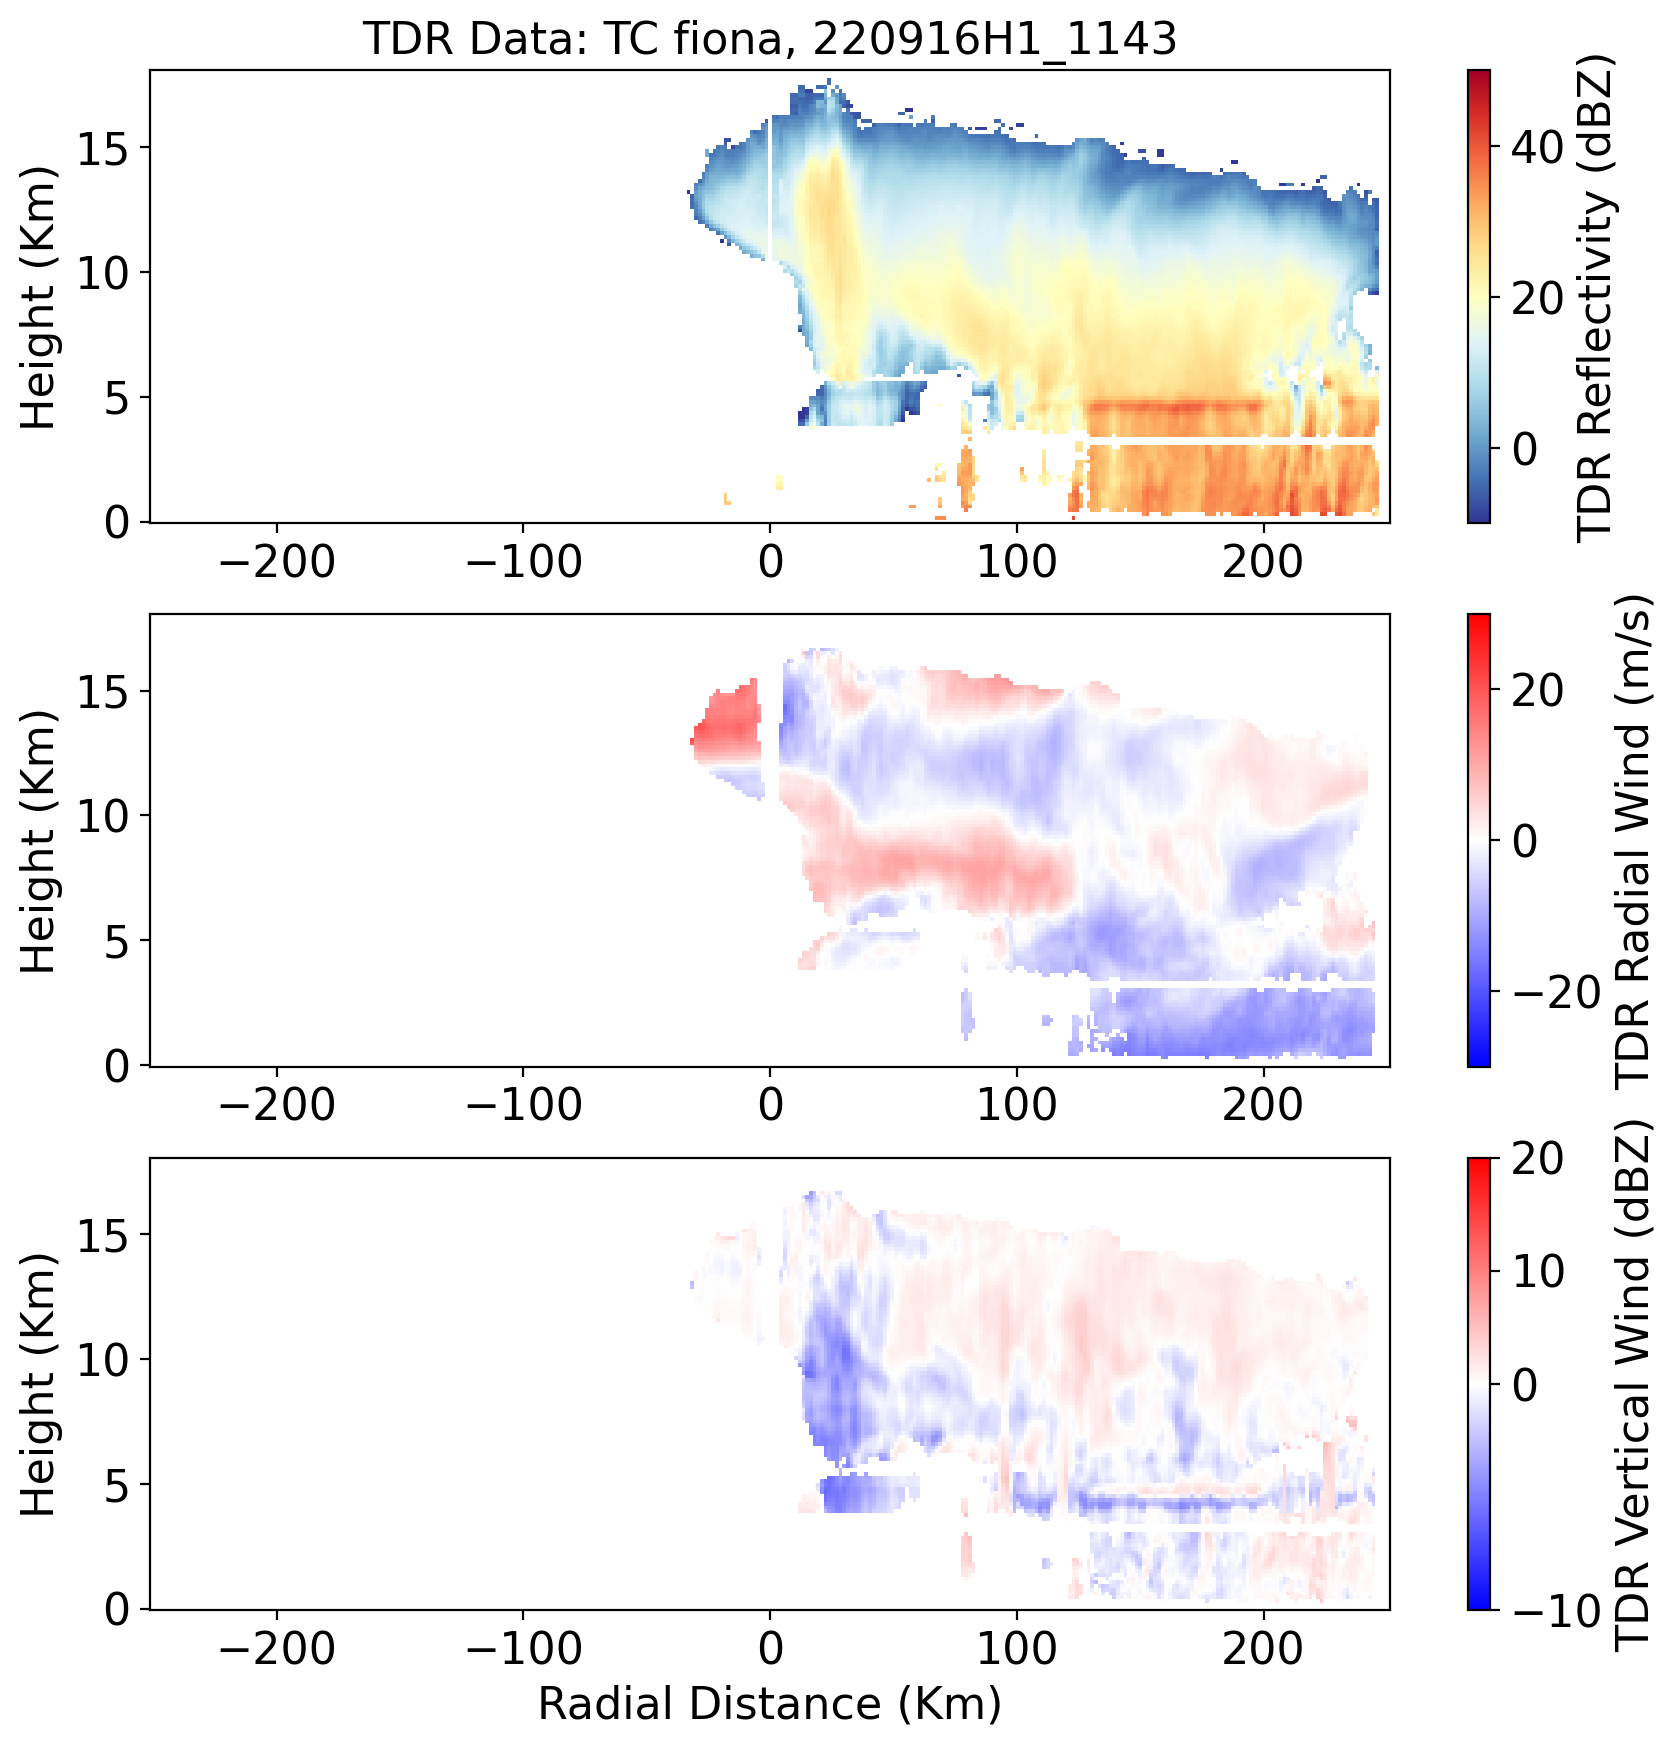 TDR Data: TC fiona, 220916H1_1143
Height (Km)
15
10
5
0
−200 −100 0 100 200
40
20
0
TDR Reflectivity (dBZ)
Height (Km)
15
10
5
0
−200 −100 0 100 200
20
0
−20
TDR Radial Wind (m/s)
Height (Km)
15
10
5
0
−200 −100 0 100 200
Radial Distance (Km)
20
10
0
−10
TDR Vertical Wind (dBZ)